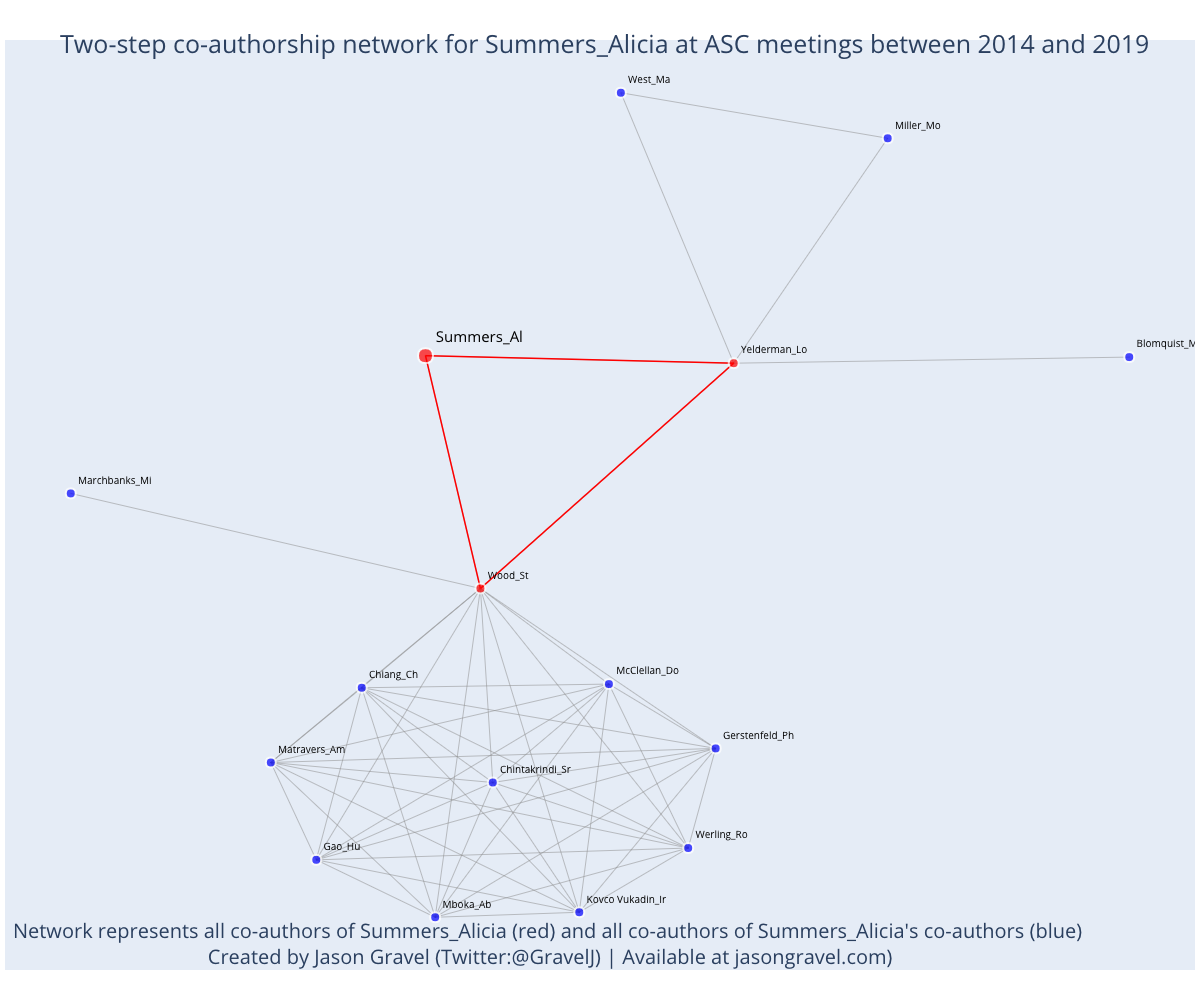 Two-step co-authorship network for Summers_Alicia at ASC meetings between 2014 and 2019
West_Ma
Miller_Mo
Summers_Al
Yelderman_Lo
Blomquist_M
Marchbanks_Mi
Wood_St
Chiang_Ch
McClellan_Do
Gerstenfeld_Ph
Matravers_Am
Chintakrindi_Sr
Werling_Ro
Gao_Hu
Kovco Vukadin_Ir
Mboka_Ab
Network represents all co-authors of Summers_Alicia (red) and all co-authors of Summers_Alicia's co-authors (blue)
Created by Jason Gravel (Twitter:@GravelJ) | Available at jasongravel.com)